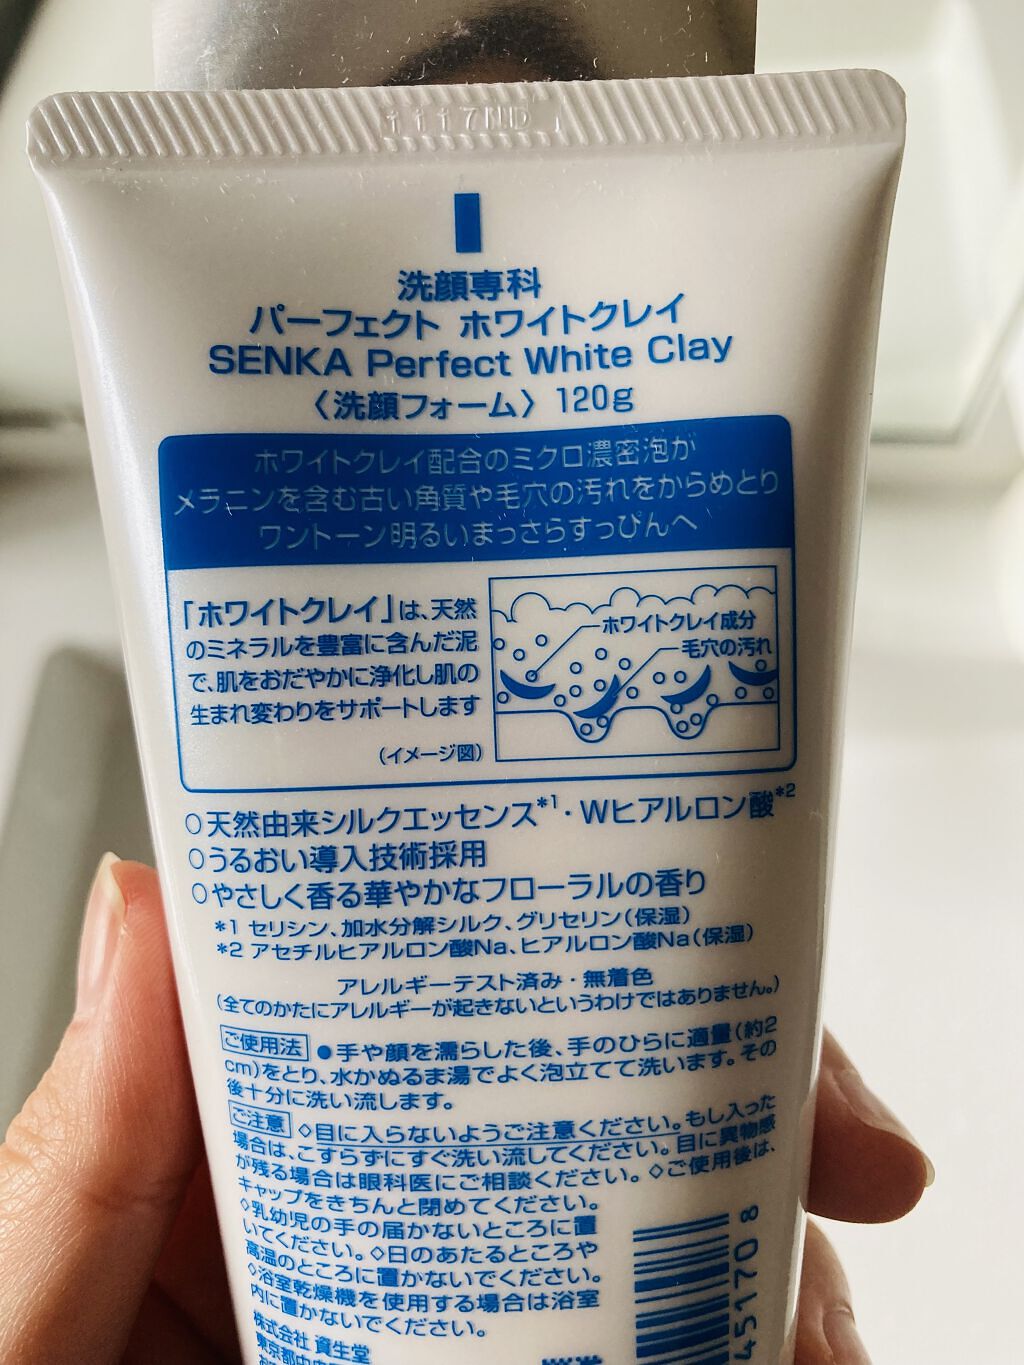 洗顔専科
パーフェクト ホワイトクレイ
SENKA Perfect White Clay
〈洗顔フォーム〉 120g
ホワイトクレイ配合のミクロ濃密泡が
メラニンを含む古い角質や毛穴の汚れをからめとり
ワントーン明るいまっさらすっぴんへ
「ホワイトクレイ」は、天然
のミネラルを豊富に含んだ泥
で、肌をおだやかに浄化し肌の
生まれ変わりをサポートします
(イメージ図)
ホワイトクレイ成分
毛穴の汚れ
○天然由来シルクエッセンス*1・Wヒアルロン酸*2
○うるおい導入技術採用
○やさしく香る華やかなフローラルの香り
*1 セリシン、加水分解シルク、グリセリン(保湿)
*2 アセチルヒアルロン酸Na、ヒアルロン酸Na(保湿)
アレルギーテスト済み・無着色
(全てのかたにアレルギーが起きないというわけではありません。)
ご使用法 ●手や顔を濡らした後、手のひらに適量(約2
cm)をとり、水かぬるま湯でよく泡立てて洗います。その
後十分に洗い流します。
ご注意 ◇目に入らないようご注意ください。もし入った
場合は、こすらずにすぐ洗い流してください。目に異物感
が残る場合は眼科医にご相談ください。◇ご使用後は、
キャップをきちんと閉めてください。
◇乳幼児の手の届かないところに置
いてください。◇日のあたるところや
高温のところに置かないでください。
◇浴室乾燥機を使用する場合は浴室
内に置かないでください。
株式会社 資生堂
東京都中央
45170 8